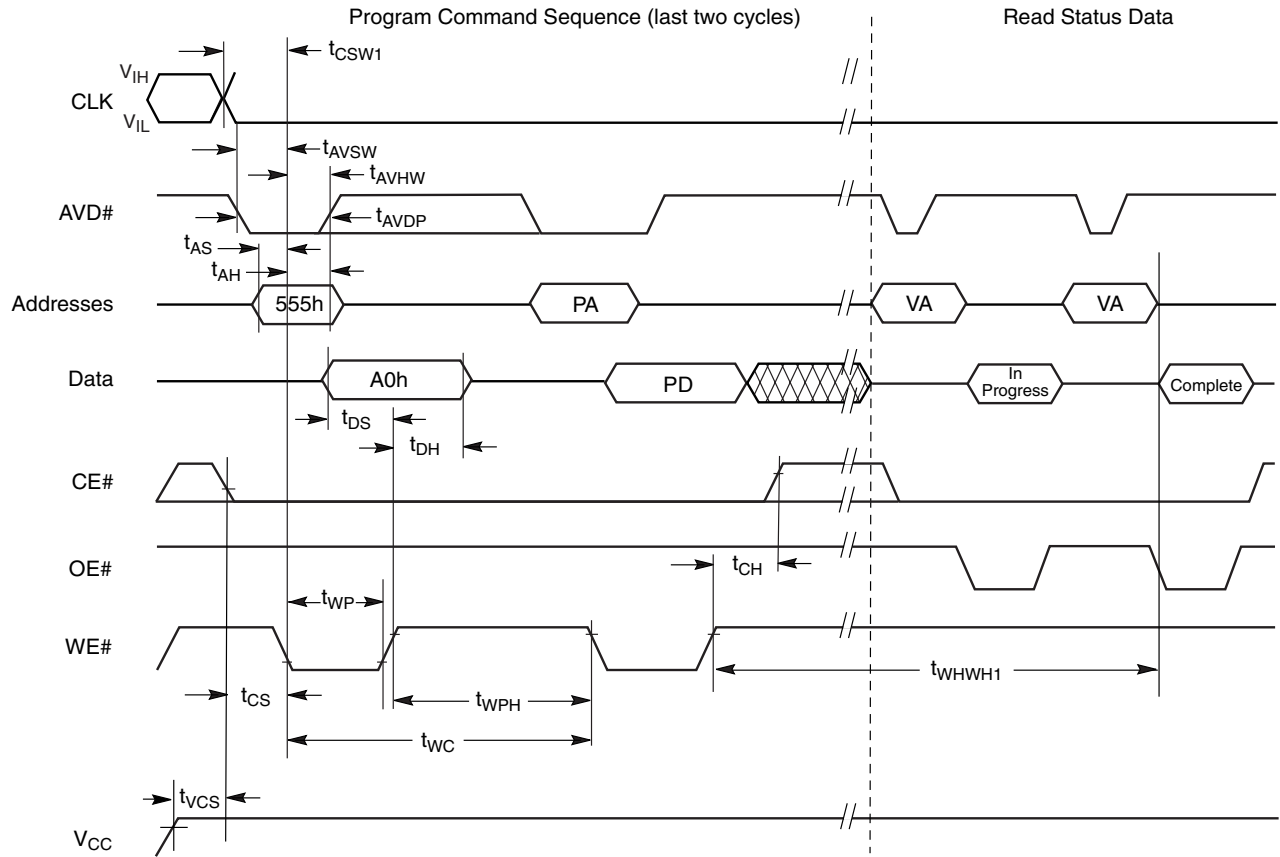 Program Command Sequence (last two cycles)
Read Status Data
tCSW1
VIH
CLK
VIL
tAVSW
tAVHW
AVD#
tAVDP
tAS
tAH
Addresses
555h
PA
VA
VA
Data
A0h
PD
In
Progress
Complete
tDS
tDH
CE#
OE#
tCH
tWP
WE#
tWHWH1
tCS
tWPH
tWC
tVCS
VCC